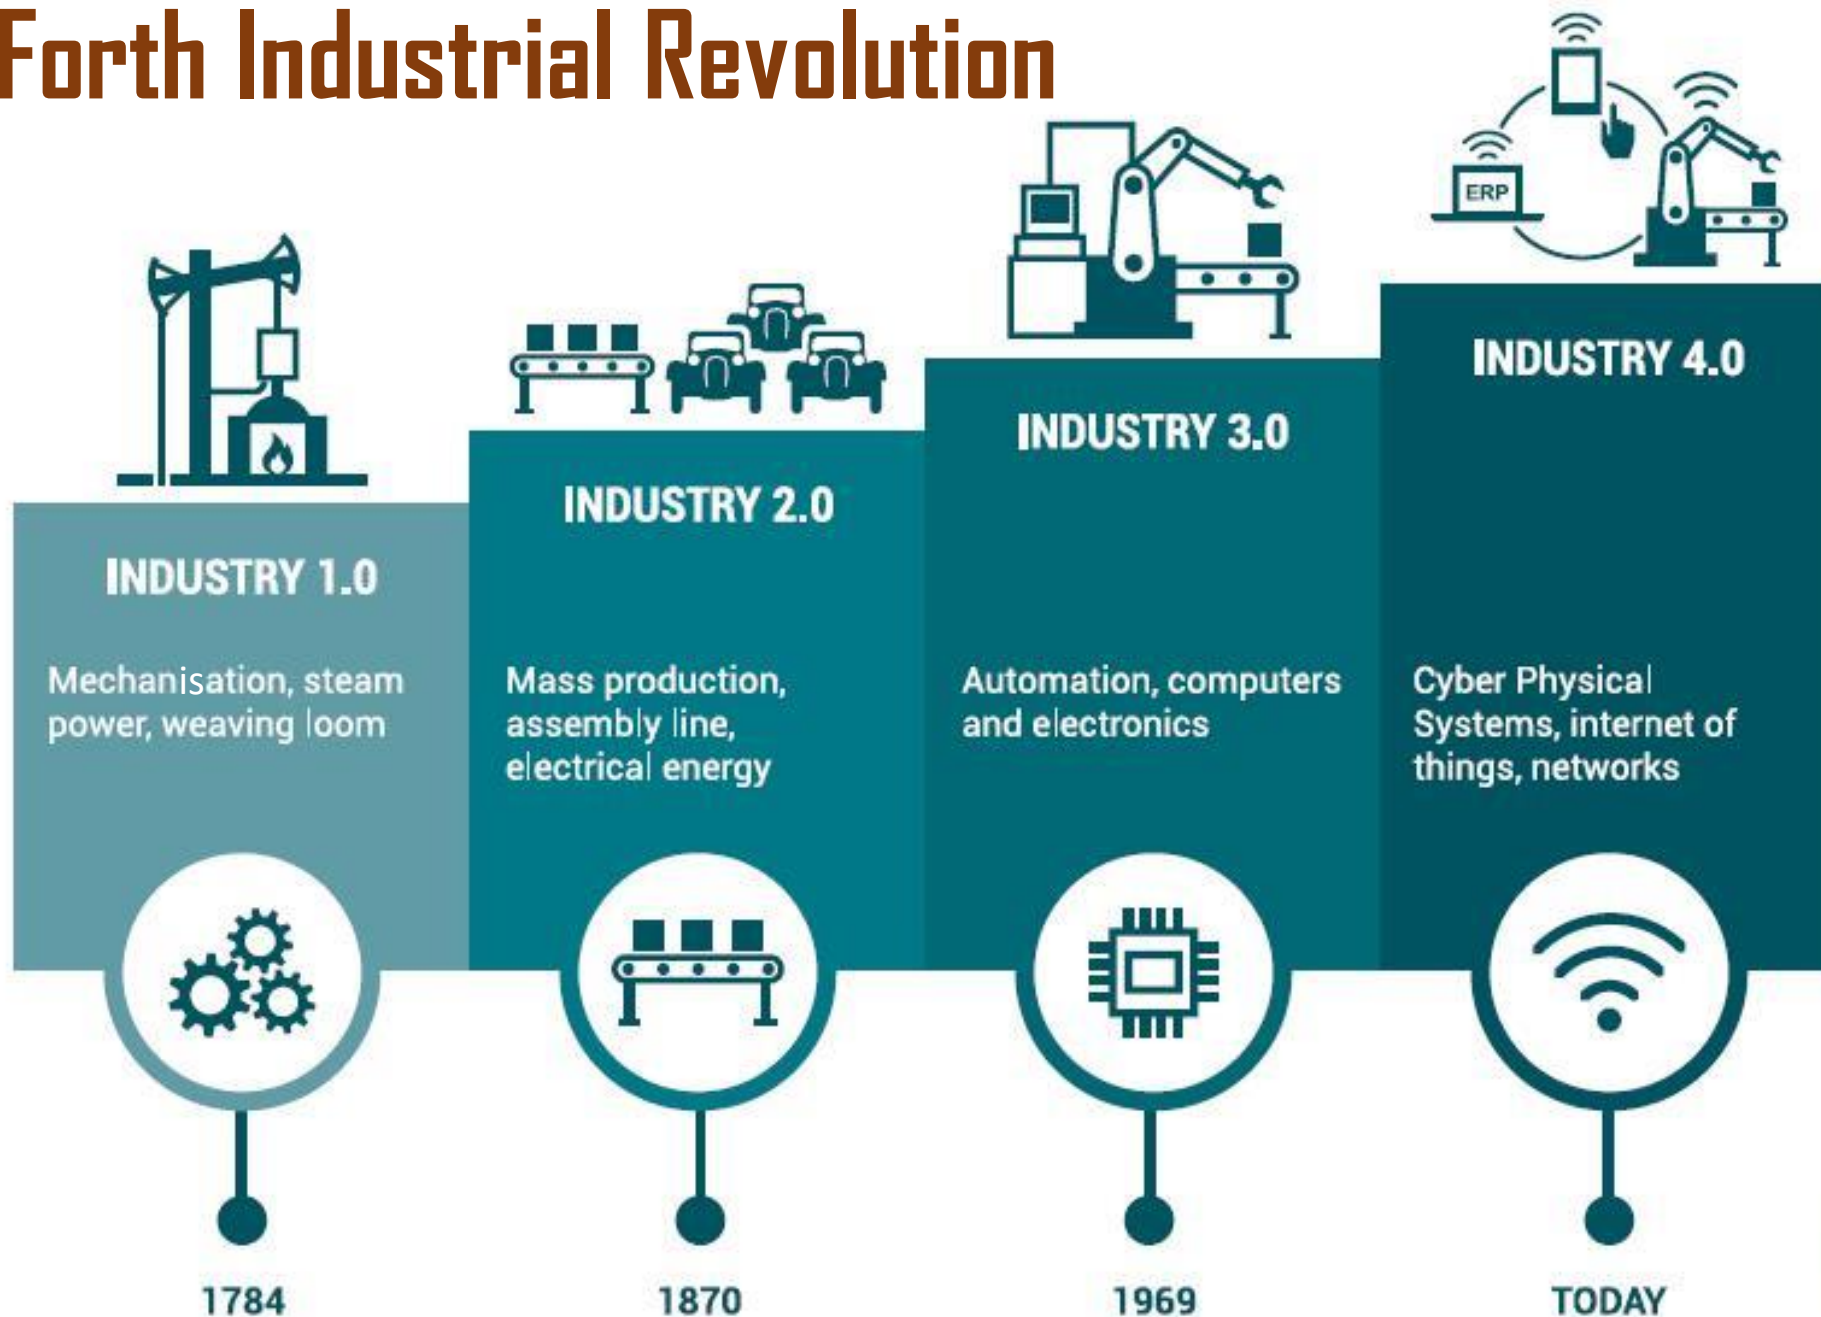 Forth Industrial Revolution
ERP
INDUSTRY 1.0
Mechanisation, steam
power, weaving loom
1784
INDUSTRY 2.0
Mass production,
assembly line,
electrical energy
1870
INDUSTRY 3.0
Automation, computers
and electronics
1969
INDUSTRY 4.0
Cyber Physical
Systems, internet of
things, networks
TODAY